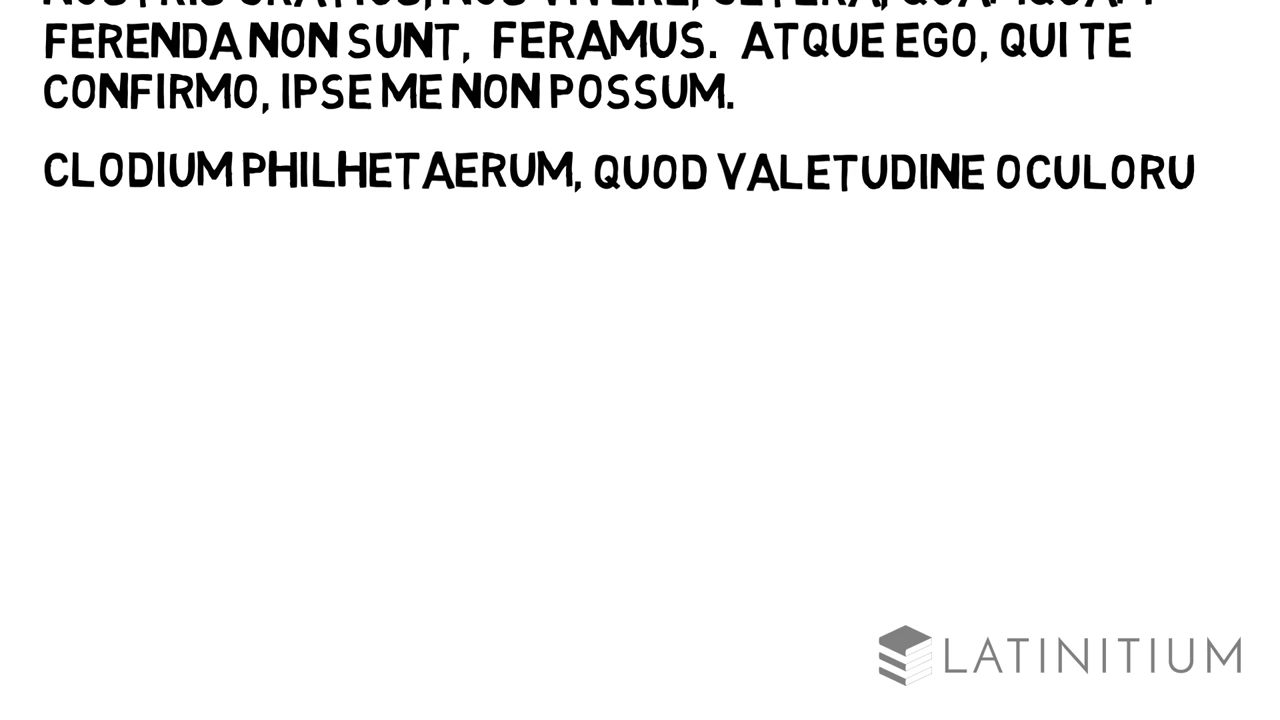 FERENDA NON SUNT, FERAMUS. ATQUE EGO, QUI TE
CONFIRMO, IPSE ME NON POSSUM.
CLODIUM PHILHETAERUM, QUOD VALETUDINE OCULORU
LATINITIUM